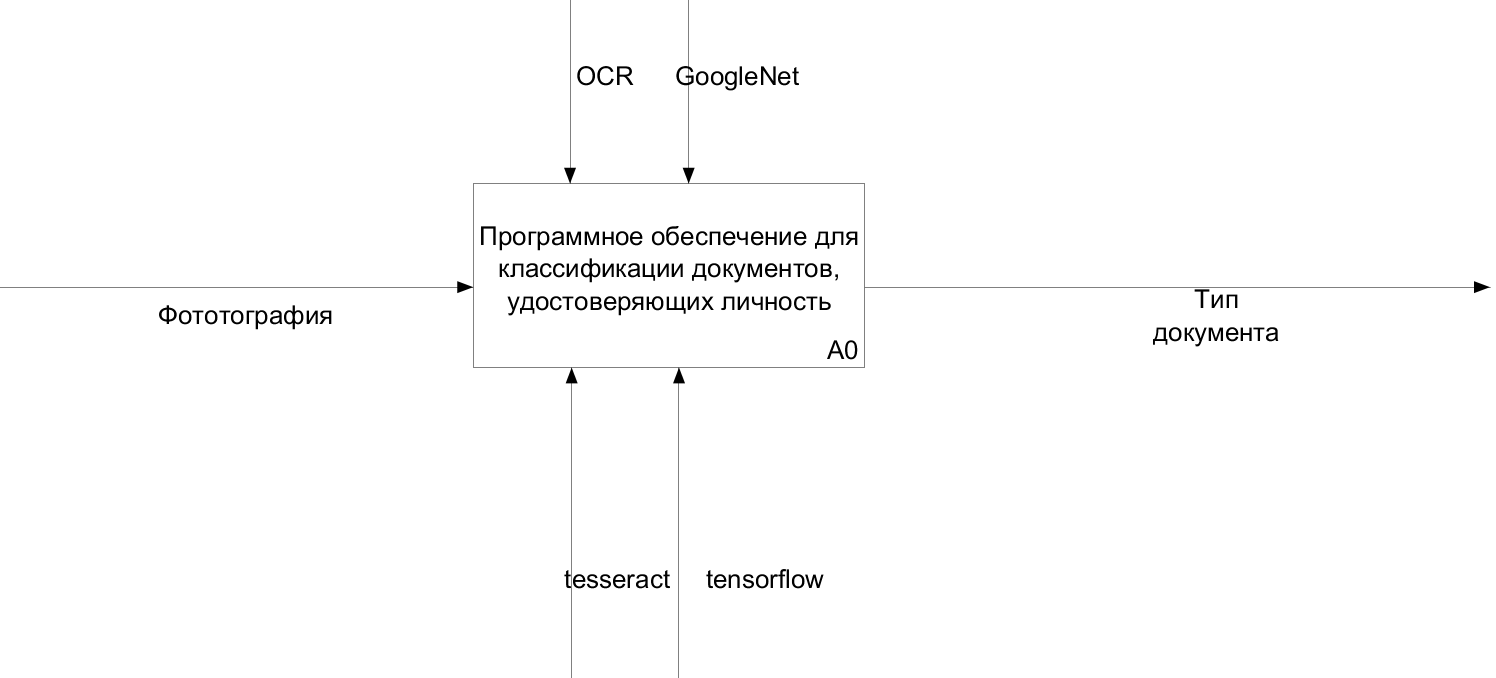 OCR
GoogleNet
Программное обеспечение для
классификации документов,
удостоверяющих личность
A0
Фототография
Тип
документа
tesseract
tensorflow